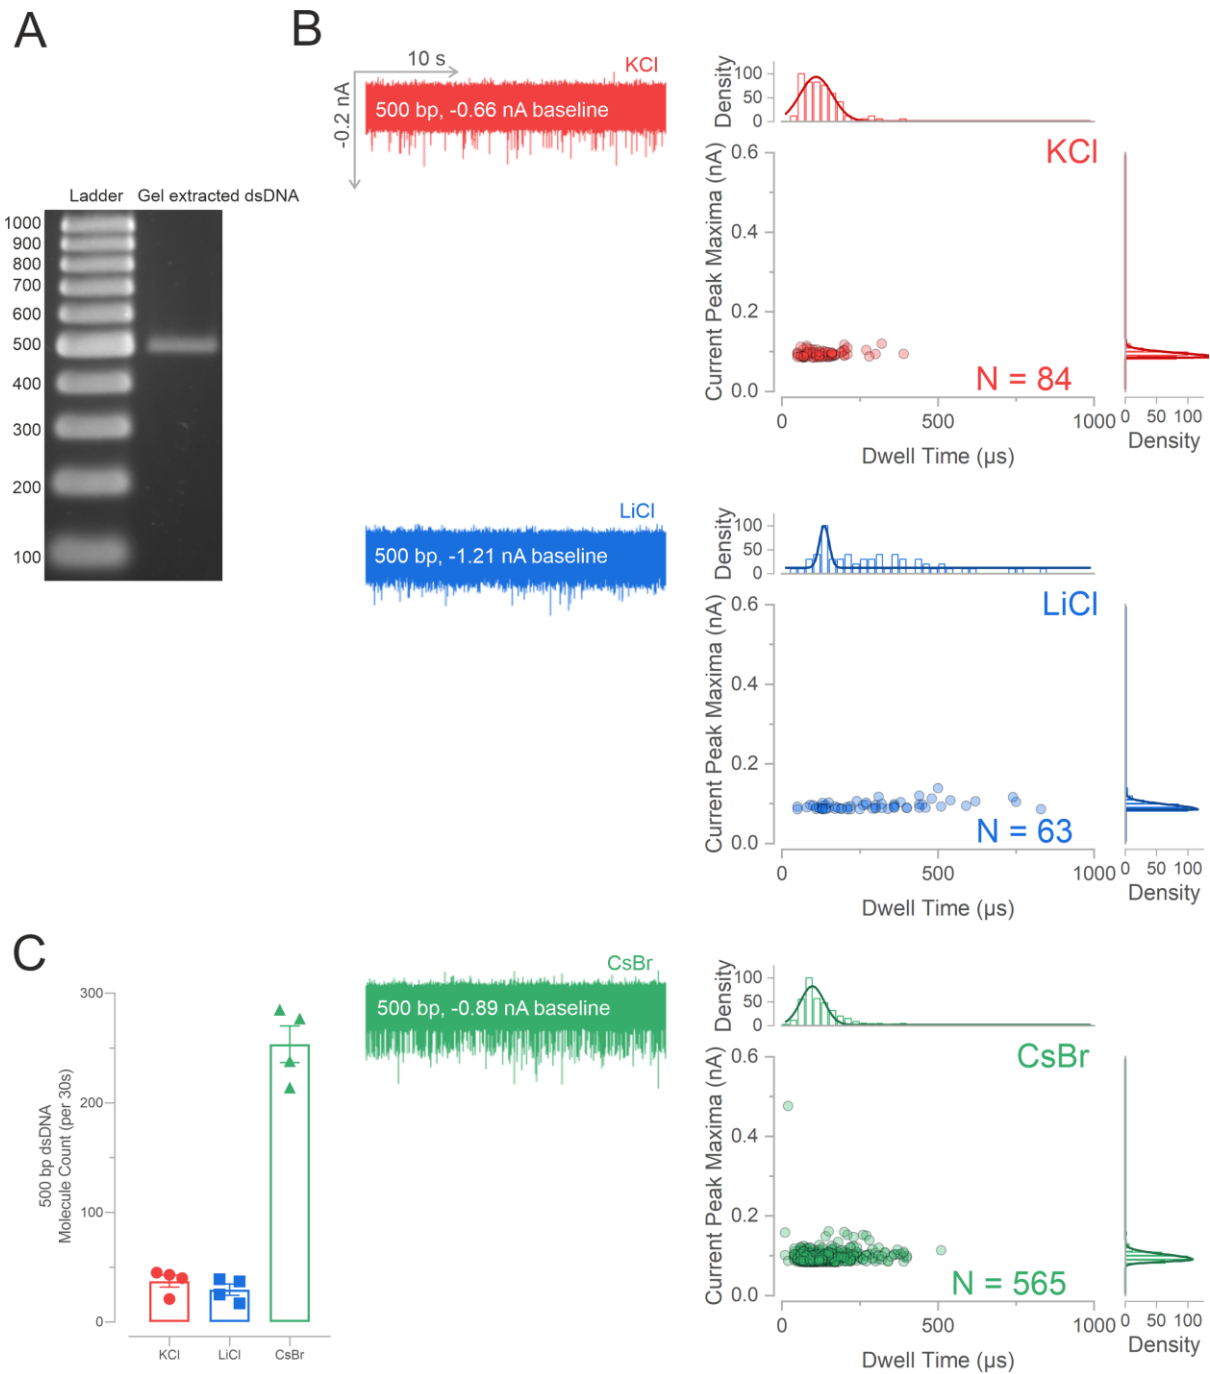 A
Ladder Gel extracted dsDNA
1000
900
800
700
600
500
400
300
200
100
B
10 s
-0.2 nA
KCl
500 bp, -0.66 nA baseline
Density
100
50
0
KCl
Current Peak Maxima (nA)
0.6
0.4
0.2
0.0
N = 84
0 500 1000
Dwell Time (µs)
0 50 100
Density
LiCl
500 bp, -1.21 nA baseline
Density
100
50
0
LiCl
Current Peak Maxima (nA)
0.6
0.4
0.2
0.0
N = 63
0 500 1000
Dwell Time (µs)
0 50 100
Density
C
500 bp dsDNA
Molecule Count (per 30s)
300
200
100
0
KCl LiCl CsBr
CsBr
500 bp, -0.89 nA baseline
Density
100
50
0
CsBr
Current Peak Maxima (nA)
0.6
0.4
0.2
0.0
N = 565
0 500 1000
Dwell Time (µs)
0 50 100
Density